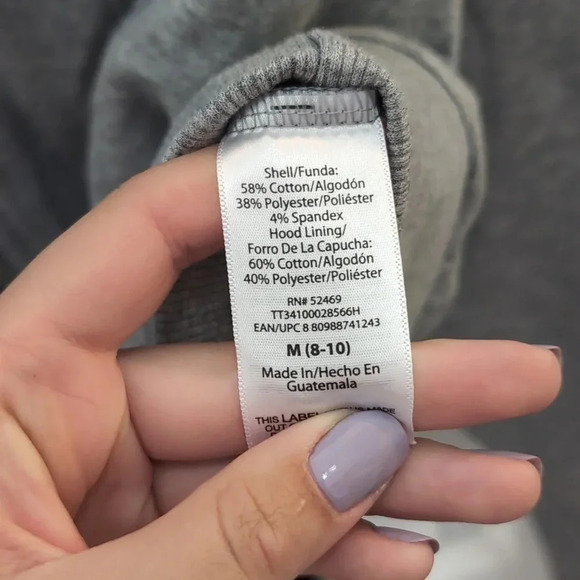 Shell/Funda:
58% Cotton/Algodón
38% Polyester/Poliéster
4% Spandex
Hood Lining/
Forro De La Capucha:
60% Cotton/Algodón
40% Polyester/Poliéster
RN# 52469
TT34100028566H
EAN/UPC 8 80988741243
M (8-10)
Made In/Hecho En
Guatemala
THIS LABEL MADE
OUT